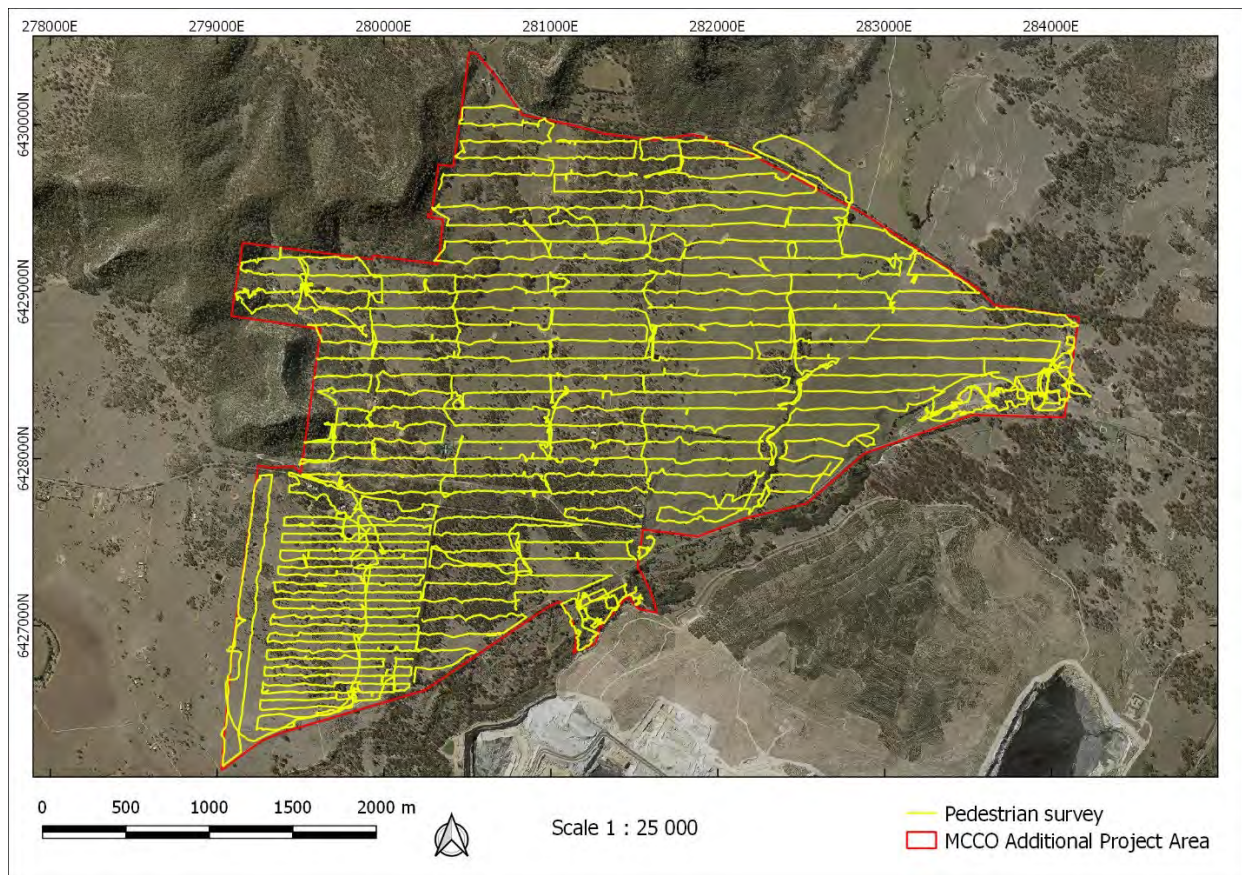 278000E 279000E 280000E 281000E 282000E 283000E 284000E
6430000N
6429000N
6428000N
6427000N
0 500 1000 1500 2000 m
Scale 1 : 25 000
Pedestrian survey
MCCO Additional Project Area